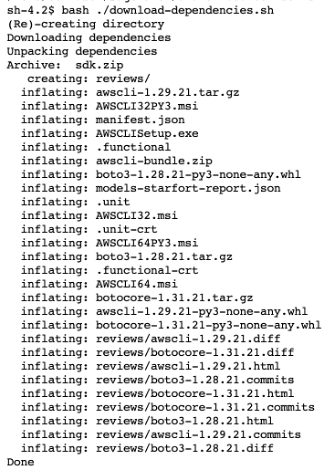 sh-4.2$ bash ./download-dependencies.sh
(Re)-creating directory
Downloading dependencies
Unpacking dependencies
Archive:  sdk.zip
   creating: reviews/
  inflating: awscli-1.29.21.tar.gz
  inflating: AWSCLI32PY3.msi
  inflating: manifest.json
  inflating: AWSCLISetup.exe
  inflating: .functional
  inflating: awscli-bundle.zip
  inflating: boto3-1.28.21-py3-none-any.whl
  inflating: models-starfort-report.json
  inflating: .unit
  inflating: AWSCLI32.msi
  inflating: .unit-crt
  inflating: AWSCLI64PY3.msi
  inflating: boto3-1.28.21.tar.gz
  inflating: .functional-crt
  inflating: AWSCLI64.msi
  inflating: botocore-1.31.21.tar.gz
  inflating: awscli-1.29.21-py3-none-any.whl
  inflating: botocore-1.31.21-py3-none-any.whl
  inflating: reviews/awscli-1.29.21.diff
  inflating: reviews/botocore-1.31.21.diff
  inflating: reviews/awscli-1.29.21.html
  inflating: reviews/boto3-1.28.21.commits
  inflating: reviews/botocore-1.31.21.html
  inflating: reviews/botocore-1.31.21.commits
  inflating: reviews/boto3-1.28.21.html
  inflating: reviews/awscli-1.29.21.commits
  inflating: reviews/boto3-1.28.21.diff
Done